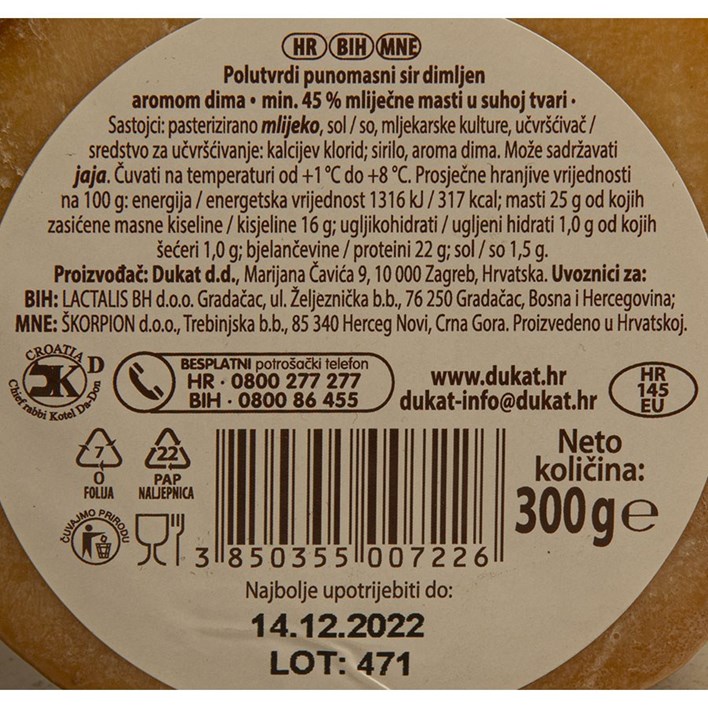 HR BIH MNE
Polutvrdi punomasni sir dimljen
aromom dima • min. 45 % mliječne masti u suhoj tvari •
Sastojci: pasterizirano mlijeko, sol / so, mljekarske kulture, učvršćivač /
sredstvo za učvršćivanje: kalcijev klorid; sirilo, aroma dima. Može sadržavati
jaja. Čuvati na temperaturi od +1 °C do +8 °C. Prosječne hranjive vrijednosti
na 100 g: energija / energetska vrijednost 1316 kJ / 317 kcal; masti 25 g od kojih
zasićene masne kiseline / kisjeline 16 g; ugljikohidrati / ugljeni hidrati 1,0 g od kojih
šećeri 1,0 g; bjelančevine / proteini 22 g; sol / so 1,5 g.
Proizvođač: Dukat d.d., Marijana Čavića 9, 10 000 Zagreb, Hrvatska. Uvoznici za:
BIH: LACTALIS BH d.o.o. Gradačac, ul. Željeznička b.b., 76 250 Gradačac, Bosna i Hercegovina;
MNE: ŠKORPION d.o.o., Trebinjska b.b., 85 340 Herceg Novi, Crna Gora. Proizvedeno u Hrvatskoj.
CROATIA
K D
Chief rabbi Kotel Da-Don
BESPLATNI potrošački telefon
HR · 0800 277 277
BIH · 0800 86 455
www.dukat.hr
dukat-info@dukat.hr
HR
145
EU
7
O
FOLIJA
22
PAP
NALJEPNICA
ČUVAJMO PRIRODU
3 850355 007226
Neto
količina:
300 g e
Najbolje upotrijebiti do:
14.12.2022
LOT: 471